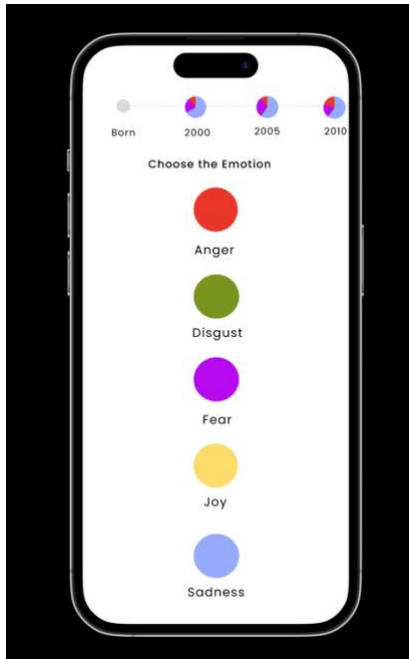 Born 2000 2005 2010
Choose the Emotion
Anger
Disgust
Fear
Joy
Sadness